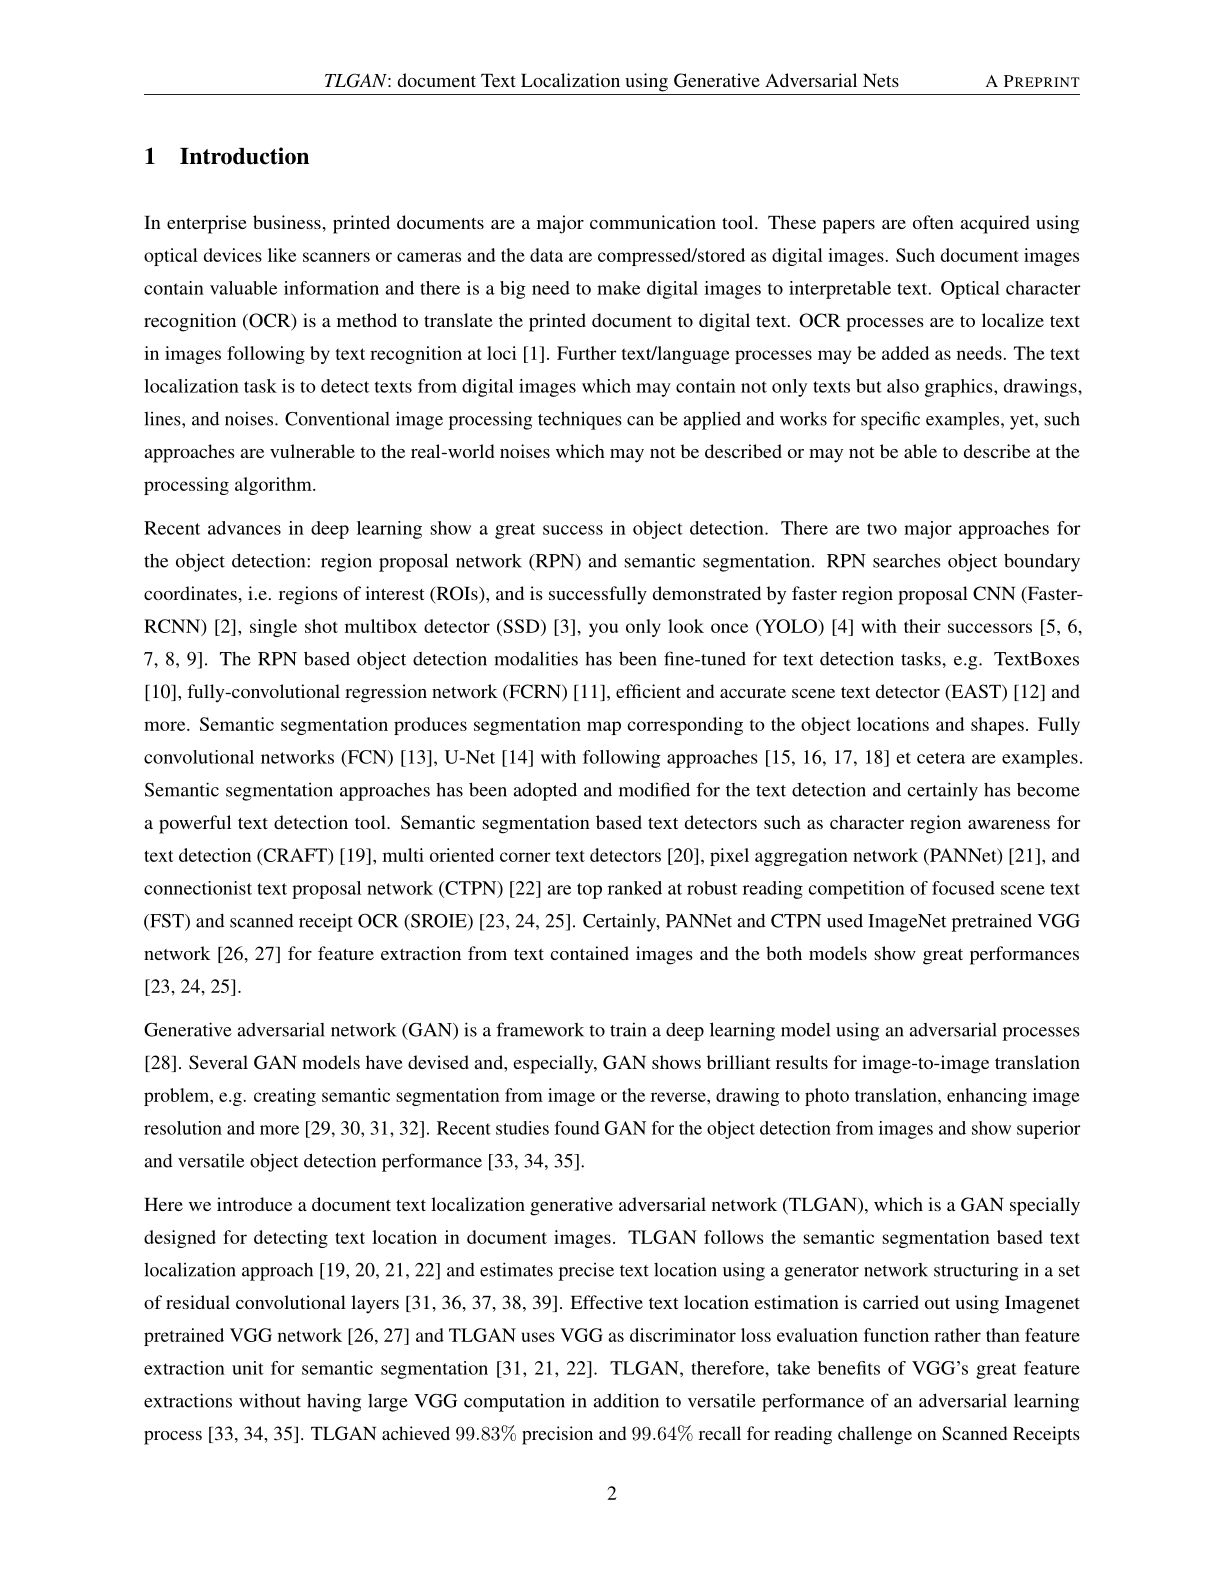 TLGAN: document Text Localization using Generative Adversarial Nets A PREPRINT
1 Introduction
In enterprise business, printed documents are a major communication tool. These papers are often acquired using
optical devices like scanners or cameras and the data are compressed/stored as digital images. Such document images
contain valuable information and there is a big need to make digital images to interpretable text. Optical character
recognition (OCR) is a method to translate the printed document to digital text. OCR processes are to localize text
in images following by text recognition at loci [1]. Further text/language processes may be added as needs. The text
localization task is to detect texts from digital images which may contain not only texts but also graphics, drawings,
lines, and noises. Conventional image processing techniques can be applied and works for specific examples, yet, such
approaches are vulnerable to the real-world noises which may not be described or may not be able to describe at the
processing algorithm.
Recent advances in deep learning show a great success in object detection. There are two major approaches for
the object detection: region proposal network (RPN) and semantic segmentation. RPN searches object boundary
coordinates, i.e. regions of interest (ROIs), and is successfully demonstrated by faster region proposal CNN (Faster-
RCNN) [2], single shot multibox detector (SSD) [3], you only look once (YOLO) [4] with their successors [5, 6,
7, 8, 9]. The RPN based object detection modalities has been fine-tuned for text detection tasks, e.g. TextBoxes
[10], fully-convolutional regression network (FCRN) [11], efficient and accurate scene text detector (EAST) [12] and
more. Semantic segmentation produces segmentation map corresponding to the object locations and shapes. Fully
convolutional networks (FCN) [13], U-Net [14] with following approaches [15, 16, 17, 18] et cetera are examples.
Semantic segmentation approaches has been adopted and modified for the text detection and certainly has become
a powerful text detection tool. Semantic segmentation based text detectors such as character region awareness for
text detection (CRAFT) [19], multi oriented corner text detectors [20], pixel aggregation network (PANNet) [21], and
connectionist text proposal network (CTPN) [22] are top ranked at robust reading competition of focused scene text
(FST) and scanned receipt OCR (SROIE) [23, 24, 25]. Certainly, PANNet and CTPN used ImageNet pretrained VGG
network [26, 27] for feature extraction from text contained images and the both models show great performances
[23, 24, 25].
Generative adversarial network (GAN) is a framework to train a deep learning model using an adversarial processes
[28]. Several GAN models have devised and, especially, GAN shows brilliant results for image-to-image translation
problem, e.g. creating semantic segmentation from image or the reverse, drawing to photo translation, enhancing image
resolution and more [29, 30, 31, 32]. Recent studies found GAN for the object detection from images and show superior
and versatile object detection performance [33, 34, 35].
Here we introduce a document text localization generative adversarial network (TLGAN), which is a GAN specially
designed for detecting text location in document images. TLGAN follows the semantic segmentation based text
localization approach [19, 20, 21, 22] and estimates precise text location using a generator network structuring in a set
of residual convolutional layers [31, 36, 37, 38, 39]. Effective text location estimation is carried out using Imagenet
pretrained VGG network [26, 27] and TLGAN uses VGG as discriminator loss evaluation function rather than feature
extraction unit for semantic segmentation [31, 21, 22]. TLGAN, therefore, take benefits of VGG's great feature
extractions without having large VGG computation in addition to versatile performance of an adversarial learning
process [33, 34, 35]. TLGAN achieved 99.83% precision and 99.64% recall for reading challenge on Scanned Receipts
2